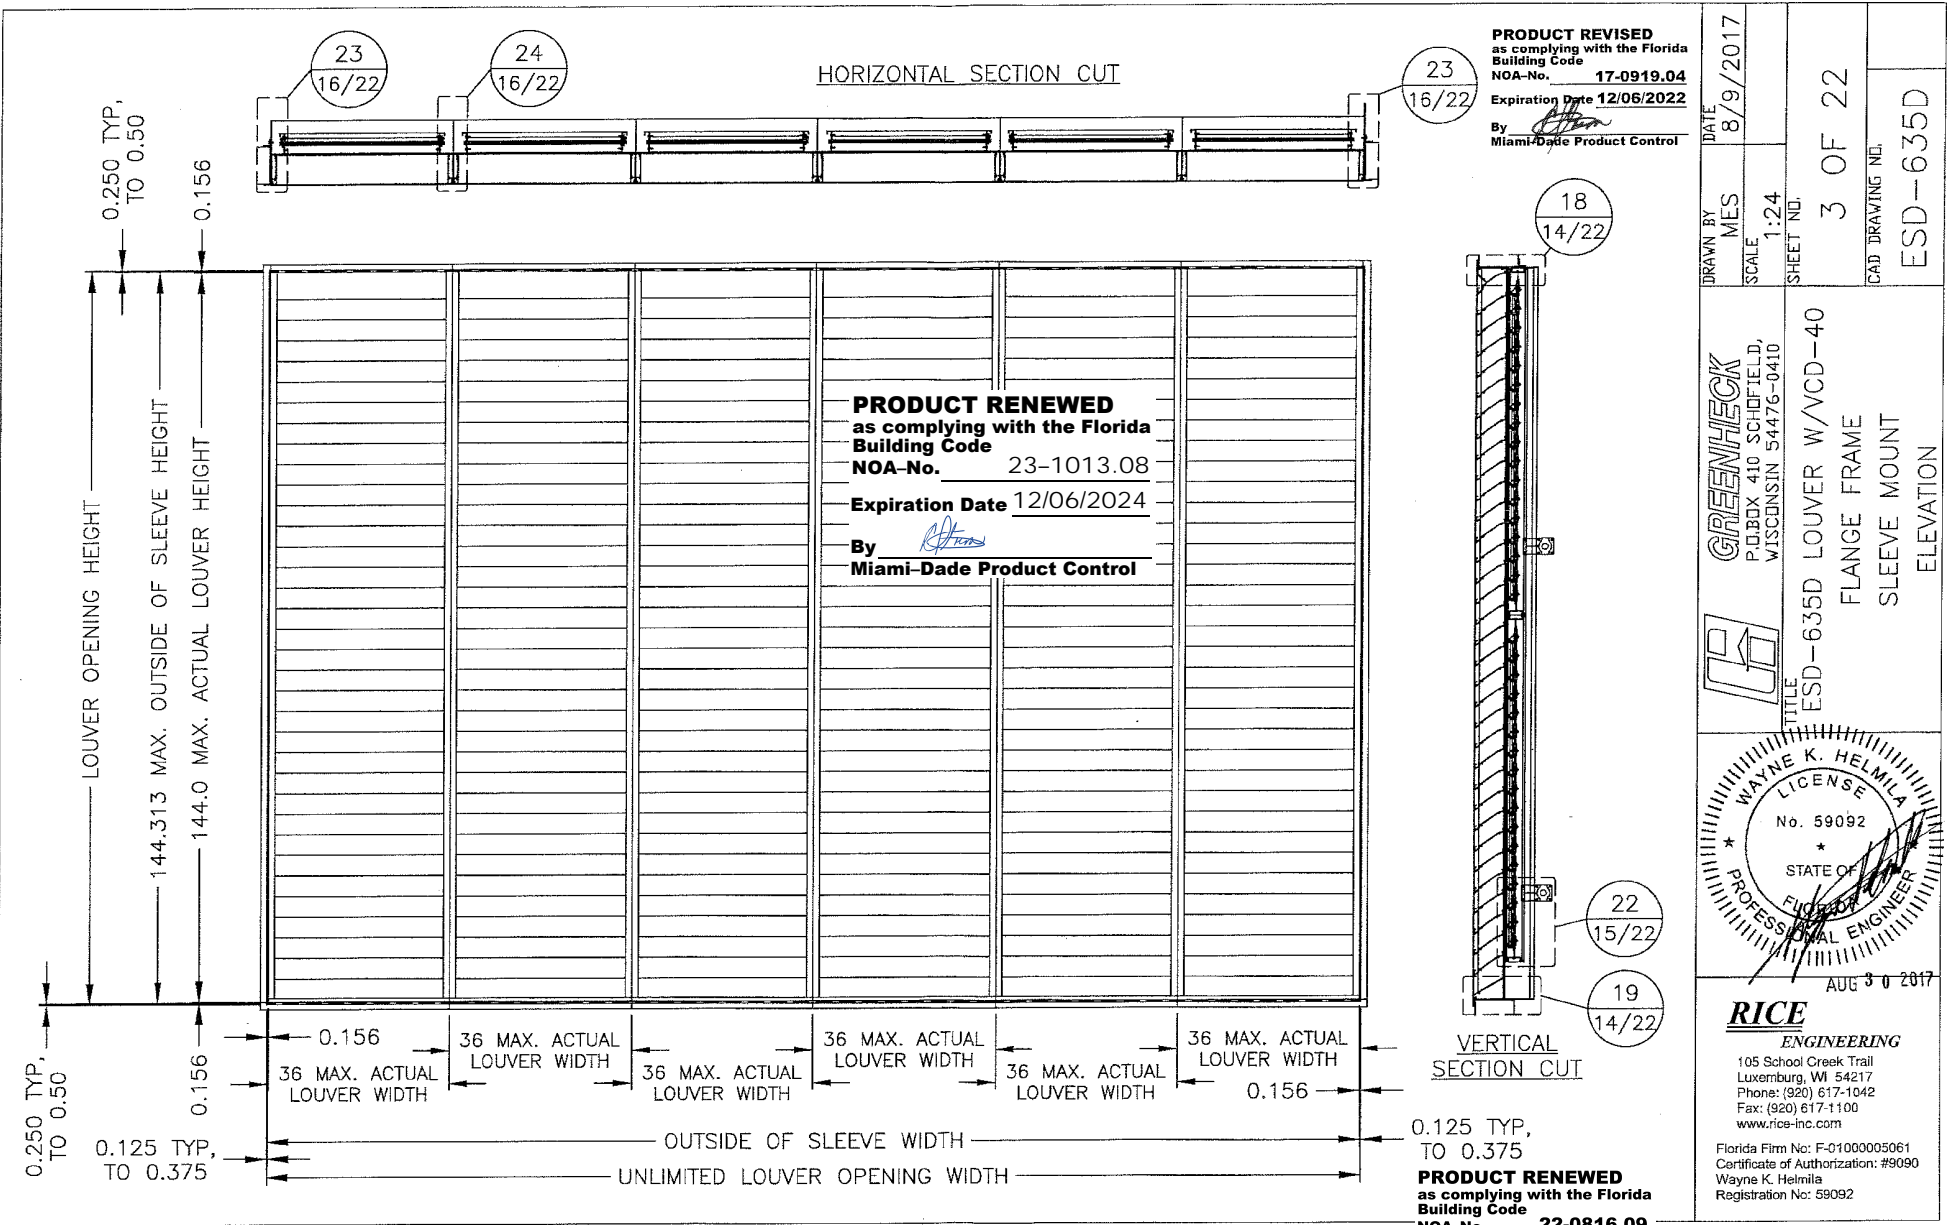 23
16/22
24
16/22
HORIZONTAL SECTION CUT
23
16/22
PRODUCT REVISED
as complying with the Florida
Building Code
NOA-No. 17-0919.04
Expiration Date 12/06/2022
By
Miami-Dade Product Control
0.250 TYP,
TO 0.50
0.156
18
14/22
LOUVER OPENING HEIGHT
144.313 MAX. OUTSIDE OF SLEEVE HEIGHT
144.0 MAX. ACTUAL LOUVER HEIGHT
PRODUCT RENEWED
as complying with the Florida
Building Code
NOA-No. 23-1013.08
Expiration Date 12/06/2024
By
Miami-Dade Product Control
22
15/22
19
14/22
VERTICAL
SECTION CUT
0.156
36 MAX. ACTUAL
LOUVER WIDTH
36 MAX. ACTUAL
LOUVER WIDTH
36 MAX. ACTUAL
LOUVER WIDTH
36 MAX. ACTUAL
LOUVER WIDTH
36 MAX. ACTUAL
LOUVER WIDTH
36 MAX. ACTUAL
LOUVER WIDTH
0.156
0.250 TYP,
TO 0.50
0.156
0.125 TYP,
TO 0.375
OUTSIDE OF SLEEVE WIDTH
UNLIMITED LOUVER OPENING WIDTH
0.125 TYP,
TO 0.375
PRODUCT RENEWED
as complying with the Florida
Building Code
NOA-No. 22-0816.09
DRAWN BY
MES
DATE
8/9/2017
SCALE
1:24
SHEET NO.
3 OF 22
CAD DRAWING NO.
ESD-635D
GREENHECK
P.O.BOX 410 SCHOFIELD,
WISCONSIN 54476-0410
TITLE
ESD-635D LOUVER W/VCD-40
FLANGE FRAME
SLEEVE MOUNT
ELEVATION
WAYNE K. HELMILA
LICENSE
No. 59092
STATE OF
FLORIDA
PROFESSIONAL ENGINEER
AUG 30 2017
RICE
ENGINEERING
105 School Creek Trail
Luxemburg, WI 54217
Phone: (920) 617-1042
Fax: (920) 617-1100
www.rice-inc.com
Florida Firm No: F-01000005061
Certificate of Authorization: #9090
Wayne K. Helmila
Registration No: 59092